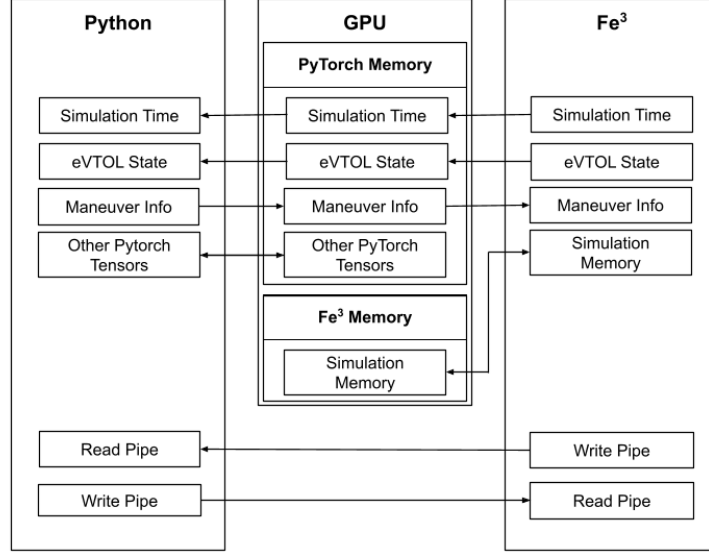 Python
GPU
Fe³
PyTorch Memory
Simulation Time
Simulation Time
Simulation Time
eVTOL State
eVTOL State
eVTOL State
Maneuver Info
Maneuver Info
Maneuver Info
Other Pytorch
Tensors
Other PyTorch
Tensors
Simulation
Memory
Fe³ Memory
Simulation
Memory
Read Pipe
Write Pipe
Write Pipe
Read Pipe